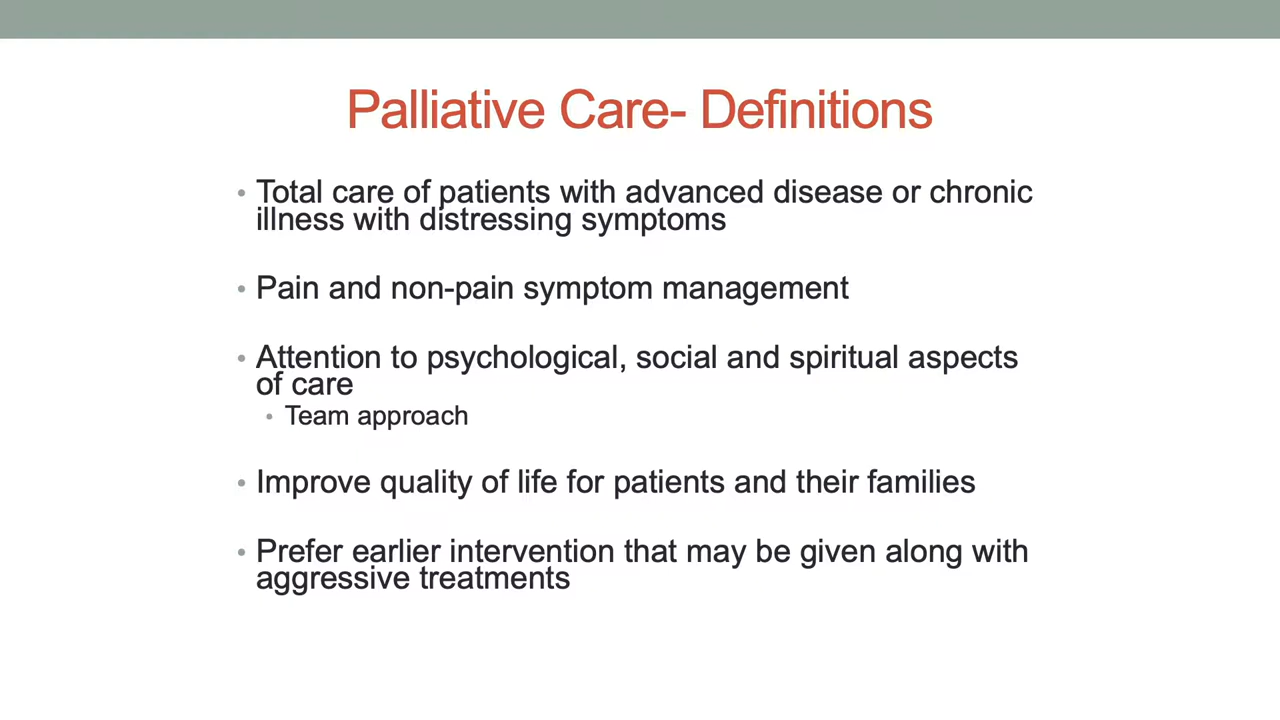 Palliative Care- Definitions
• Total care of patients with advanced disease or chronic
illness with distressing symptoms
• Pain and non-pain symptom management
• Attention to psychological, social and spiritual aspects
of care
• Team approach
• Improve quality of life for patients and their families
• Prefer earlier intervention that may be given along with
aggressive treatments